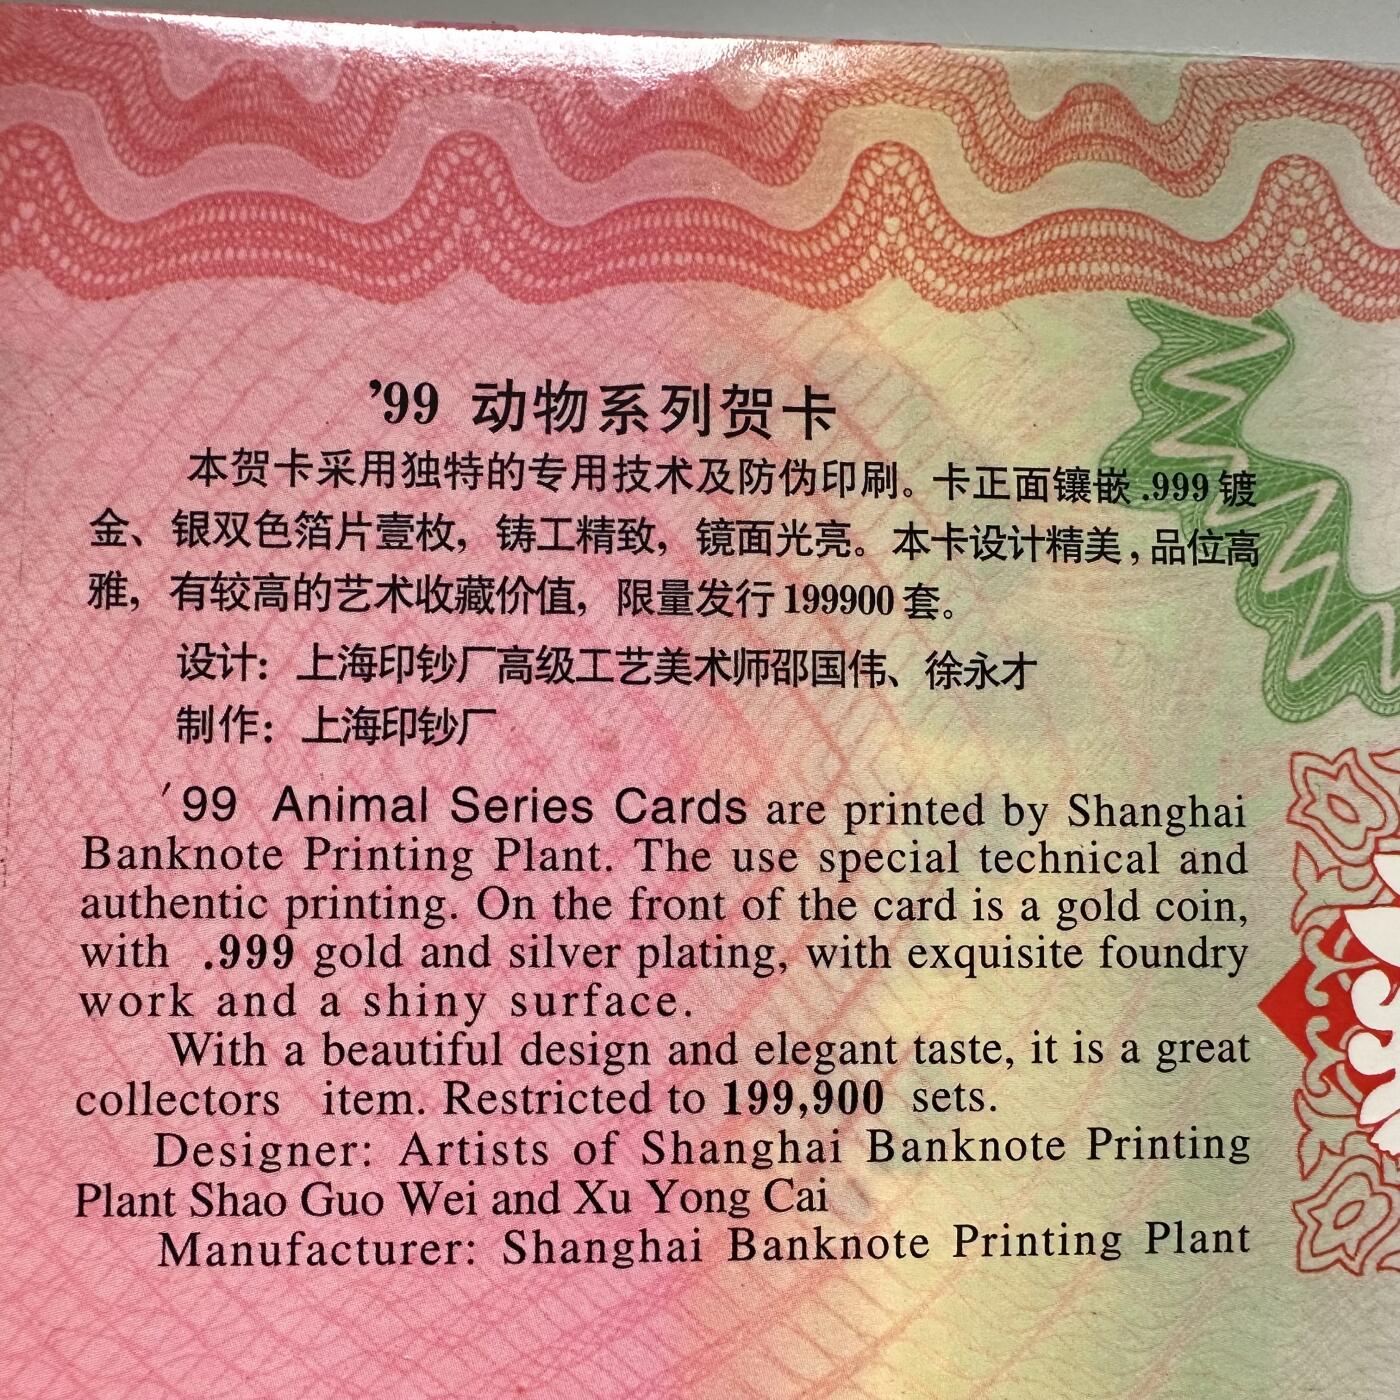 ’99 动物系列贺卡
本贺卡采用独特的专用技术及防伪印刷。卡正面镶嵌 .999 镀
金、银双色箔片壹枚，铸工精致，镜面光亮。本卡设计精美，品位高
雅，有较高的艺术收藏价值，限量发行 199900 套。
设计：上海印钞厂高级工艺美术师邵国伟、徐永才
制作：上海印钞厂
'99 Animal Series Cards are printed by Shanghai
Banknote Printing Plant. The use special technical and
authentic printing. On the front of the card is a gold coin,
with .999 gold and silver plating, with exquisite foundry
work and a shiny surface.
With a beautiful design and elegant taste, it is a great
collectors item. Restricted to 199,900 sets.
Designer: Artists of Shanghai Banknote Printing
Plant Shao Guo Wei and Xu Yong Cai
Manufacturer: Shanghai Banknote Printing Plant